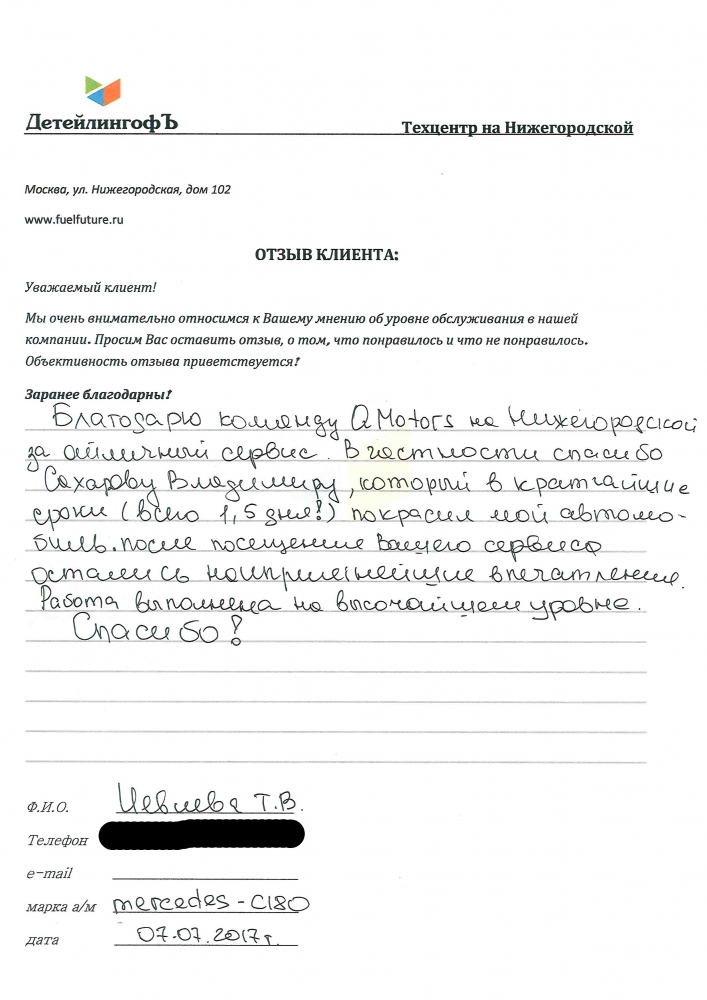 ДетейлингофЪ
Техцентр на Нижегородской
Москва, ул. Нижегородская, дом 102
www.fuelfuture.ru
ОТЗЫВ КЛИЕНТА:
Уважаемый клиент!
Мы очень внимательно относимся к Вашему мнению об уровне обслуживания в нашей
компании. Просим Вас оставить отзыв, о том, что понравилось и что не понравилось.
Объективность отзыва приветствуется!
Заранее благодарны!
Благодарю команду QMotors на Нижегородской
за отличный сервис. В частности спасибо
Сахарову Владимиру, который в кратчайшие
сроки (всего 1,5 дня!) покрасил мой автомо-
биль. после посещения Вашего сервиса
остались наиприятнейшие впечатления.
Работа выполнена на высочайшем уровне.
Спасибо!
Ф.И.О. Т.В.
Телефон
e-mail
марка а/м mercedes - C180
дата 07.07.2017г.